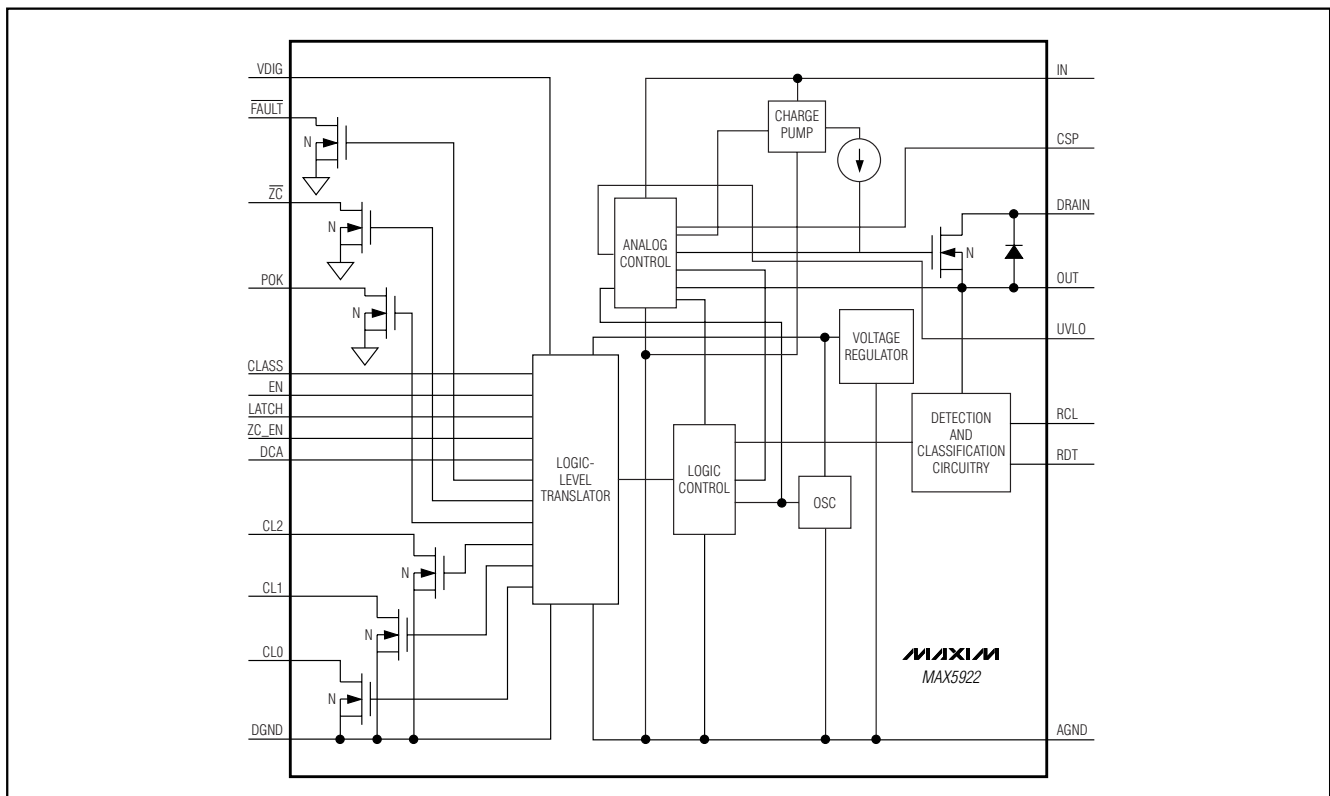 VDIG
FAULT
ZC
POK
CLASS
EN
LATCH
ZC_EN
DCA
CL2
CL1
CL0
DGND
N
N
N
N
N
N
LOGIC-
LEVEL
TRANSLATOR
ANALOG
CONTROL
CHARGE
PUMP
N
VOLTAGE
REGULATOR
LOGIC
CONTROL
OSC
DETECTION
AND
CLASSIFICATION
CIRCUITRY
IN
CSP
DRAIN
OUT
UVLO
RCL
RDT
AGND
MAXIM
MAX5922